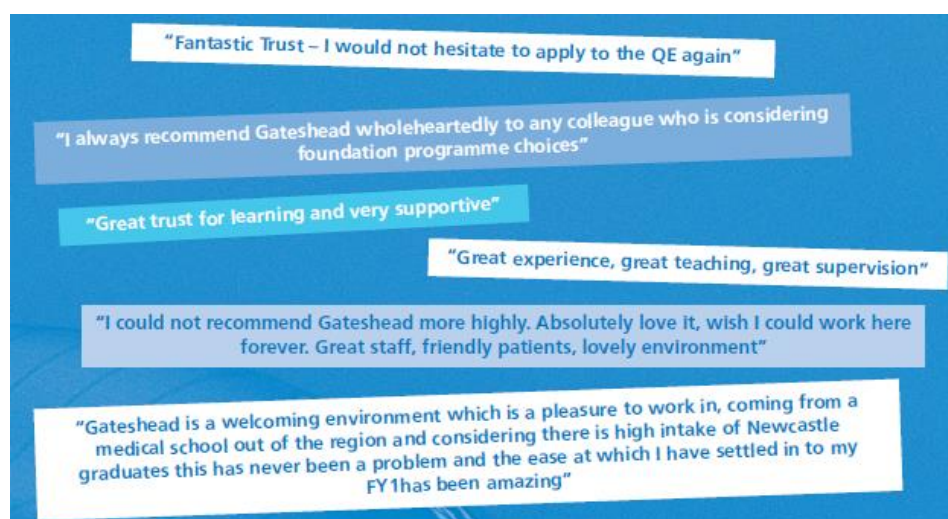 “Fantastic Trust – I would not hesitate to apply to the QE again”
“I always recommend Gateshead wholeheartedly to any colleague who is considering
foundation programme choices”
“Great trust for learning and very supportive”
“Great experience, great teaching, great supervision”
“I could not recommend Gateshead more highly. Absolutely love it, wish I could work here
forever. Great staff, friendly patients, lovely environment”
“Gateshead is a welcoming environment which is a pleasure to work in, coming from a
medical school out of the region and considering there is high intake of Newcastle
graduates this has never been a problem and the ease at which I have settled in to my
FY1has been amazing”